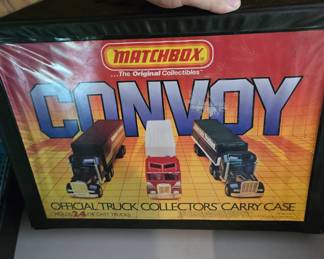 MATCHBOX
...The Original Collectibles
CONVOY
OFFICIAL TRUCK COLLECTORS CARRY CASE
HOLDS 24 DIE-CAST TRUCKS